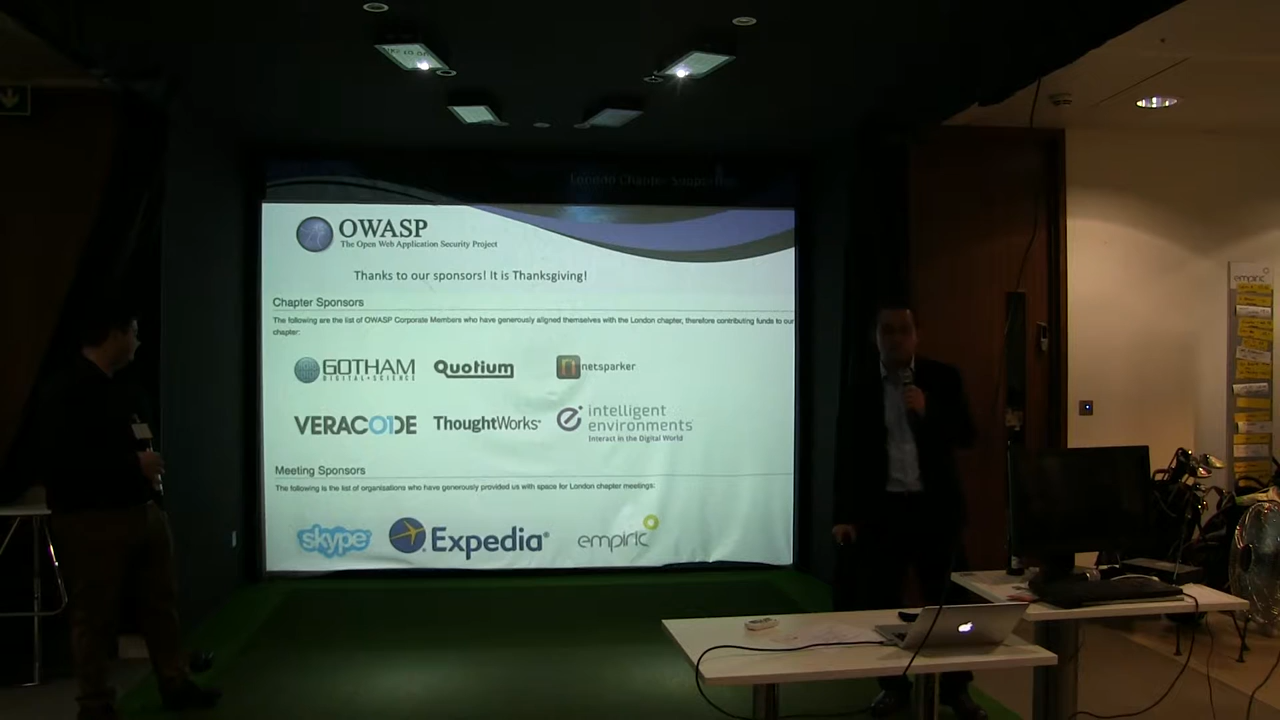 London Chapter
OWASP
The Open Web Application Security Project
Thanks to our sponsors! It is Thanksgiving!
Chapter Sponsors
The following are the list of OWASP Corporate Members who have generously aligned themselves with the London chapter, therefore contributing funds to our
chapter:
GOTHAM
DIGITAL SCIENCE
Quotium
netsparker
VERACODE
ThoughtWorks
intelligent
environments
Interact in the Digital World
Meeting Sponsors
The following is the list of organisations who have generously provided us with space for London chapter meetings:
skype
Expedia
empiric
empiric